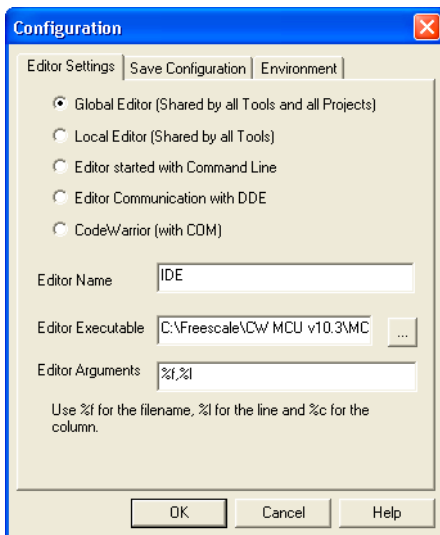 Configuration
Editor Settings Save Configuration Environment
Global Editor (Shared by all Tools and all Projects)
Local Editor (Shared by all Tools)
Editor started with Command Line
Editor Communication with DDE
CodeWarrior (with COM)
Editor Name IDE
Editor Executable C:\Freescale\CW MCU v10.3\MC ...
Editor Arguments %f,%l
Use %f for the filename, %l for the line and %c for the
column.
OK Cancel Help